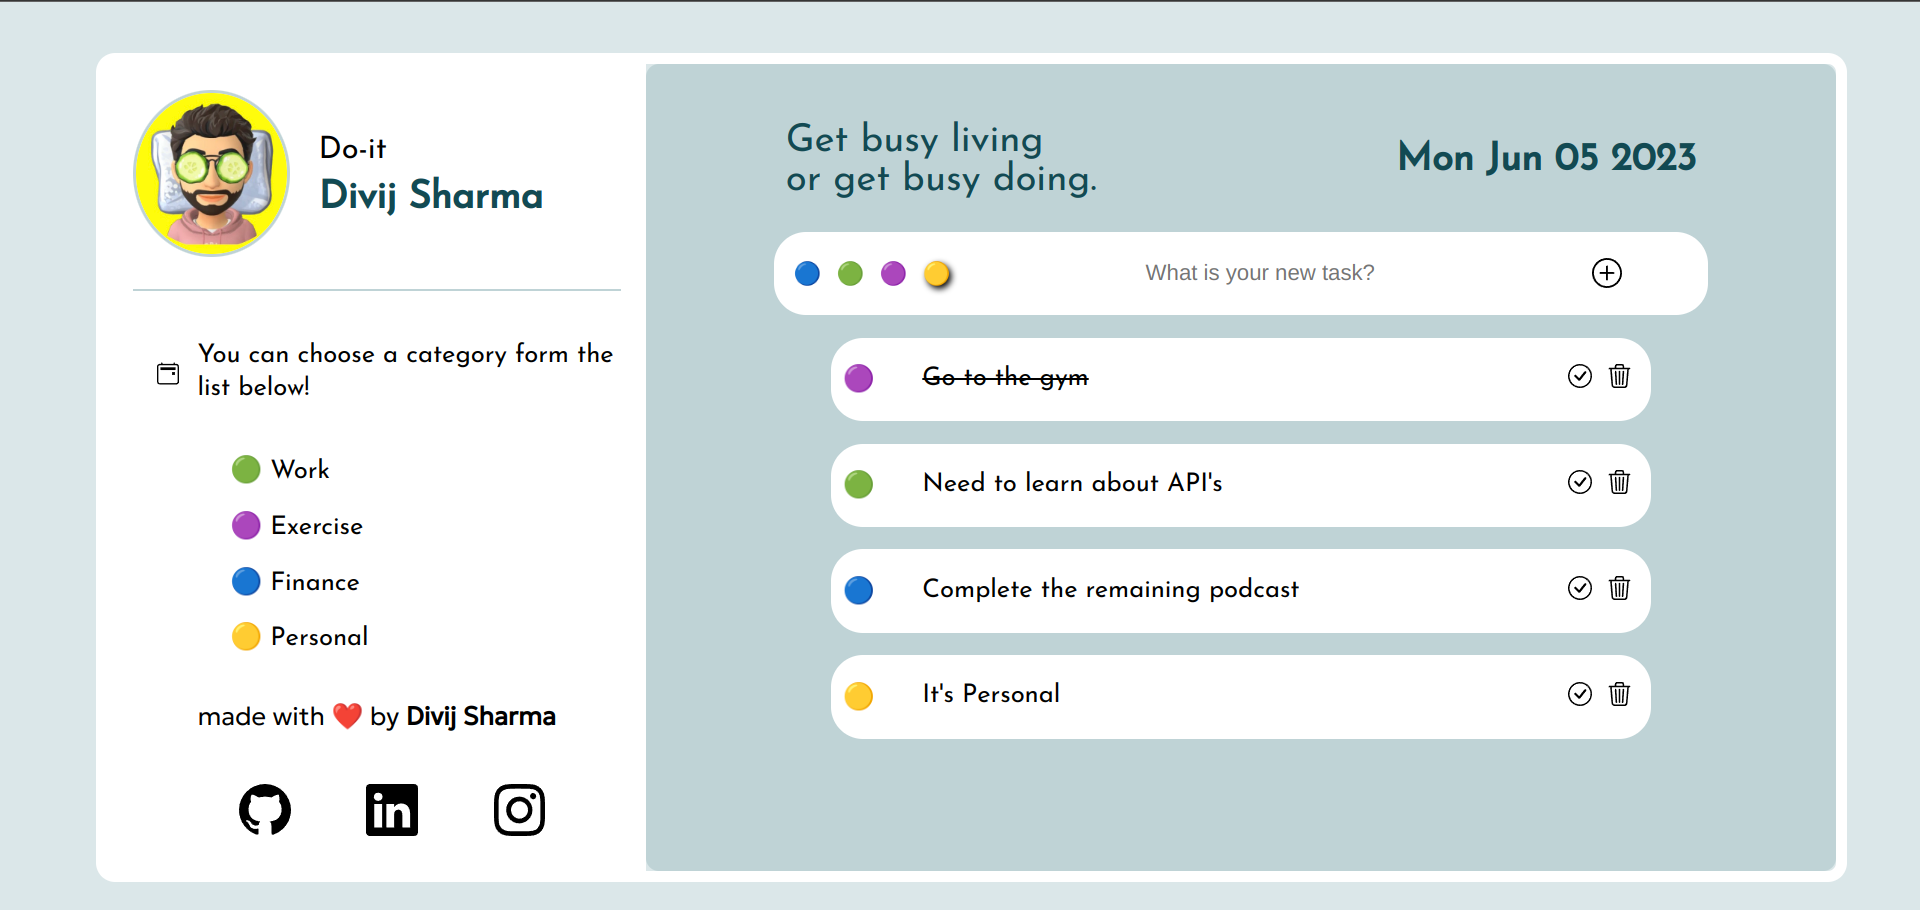 Do-it
Divij Sharma
You can choose a category form the
list below!
Work
Exercise
Finance
Personal
made with ❤️ by Divij Sharma
Get busy living
or get busy doing.
Mon Jun 05 2023
What is your new task?
Go to the gym
Need to learn about API's
Complete the remaining podcast
It's Personal